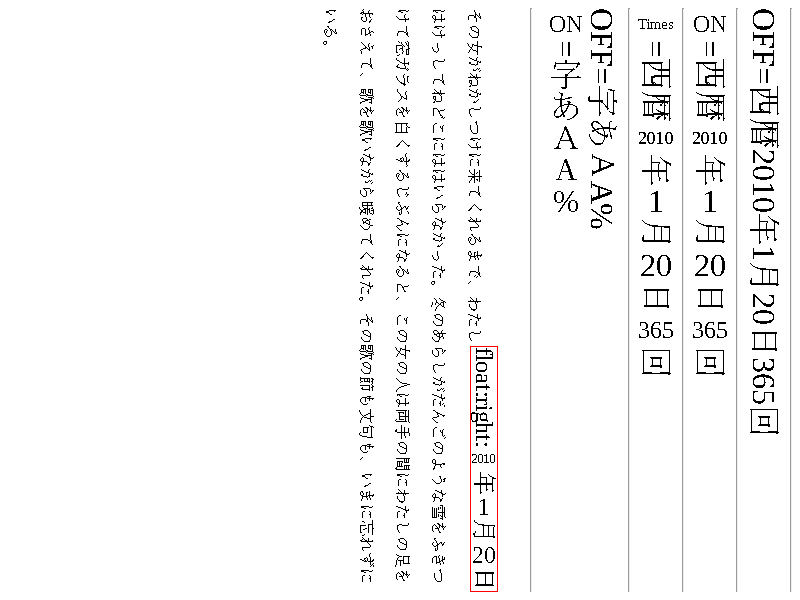 OFF=西暦2010年1月20日365回
ON=西暦2010年1月20日365回
Times=西暦2010年1月20日365回
OFF=字あAA%
ON=字あAA%
その女がねかしつけに来てくれるまで、わたし
float:right: 2010年1月20日
はけっしてねどこにははいらなかった。冬のあらしがだんごのような雪をふきつ
けて窓ガラスを白くするじぶんになると、この女の人は両手の間にわたしの足を
おさえて、歌を歌いながら暖めてくれた。その歌の節も文句も、いまに忘れずに
いる。